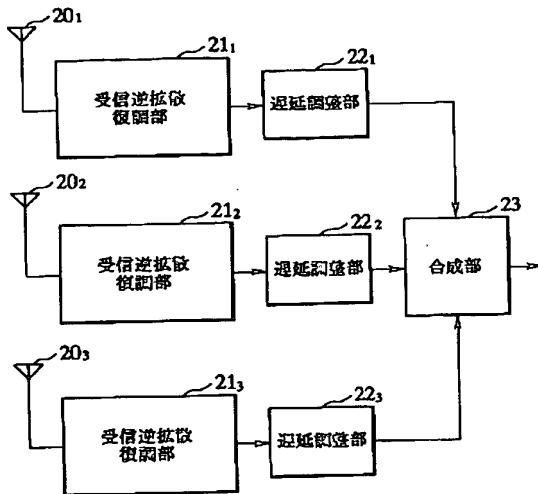 20₁
21₁
受信逆拡散
復調部
22₁
遅延調整部
20₂
21₂
受信逆拡散
復調部
22₂
遅延調整部
23
合成部
20₃
21₃
受信逆拡散
復調部
22₃
遅延調整部